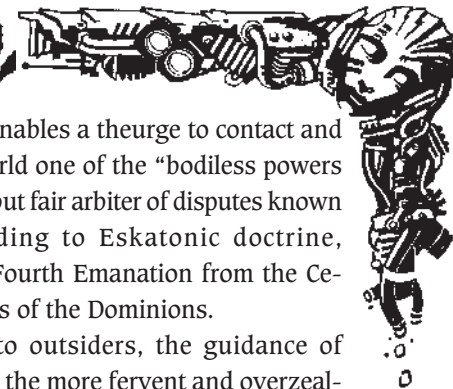 nables a theurge to contact and
rld one of the “bodiless powers
but fair arbiter of disputes known
ding to Eskatonic doctrine,
Fourth Emanation from the Ce-
s of the Dominions.
to outsiders, the guidance of
the more fervent and overzeal-